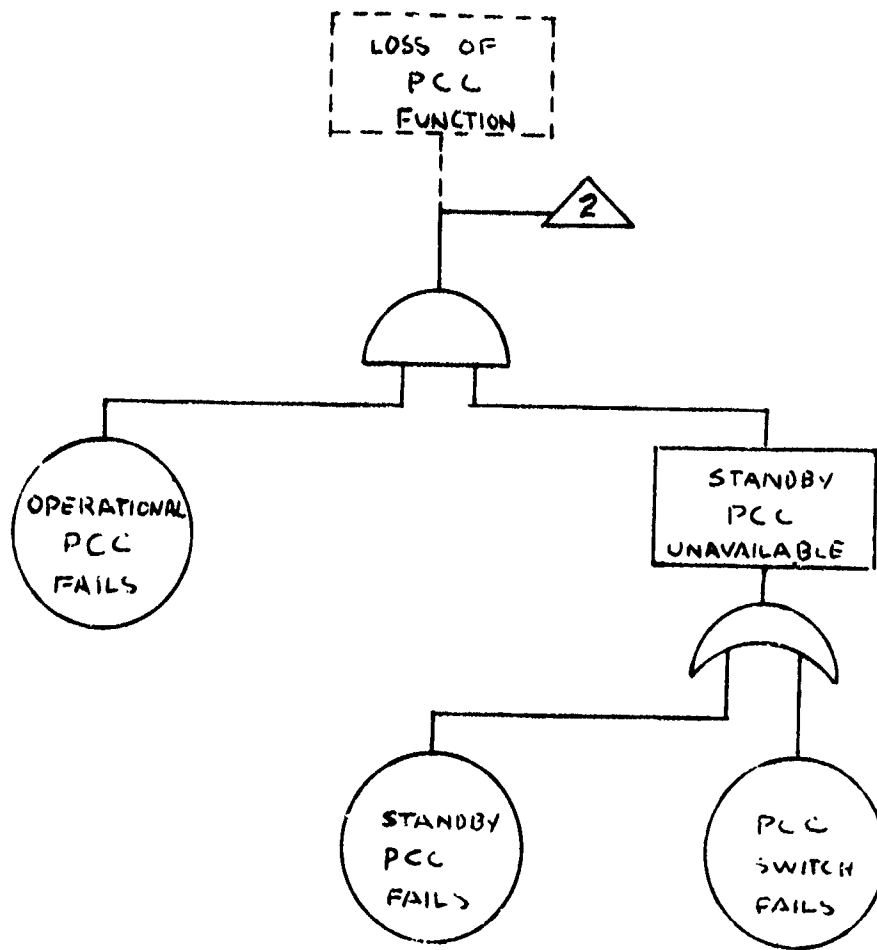 LOSS OF
PCC
FUNCTION
2
OPERATIONAL
PCC
FAILS
STANDBY
PCC
UNAVAILABLE
STANDBY
PCC
FAILS
PCC
SWITCH
FAILS